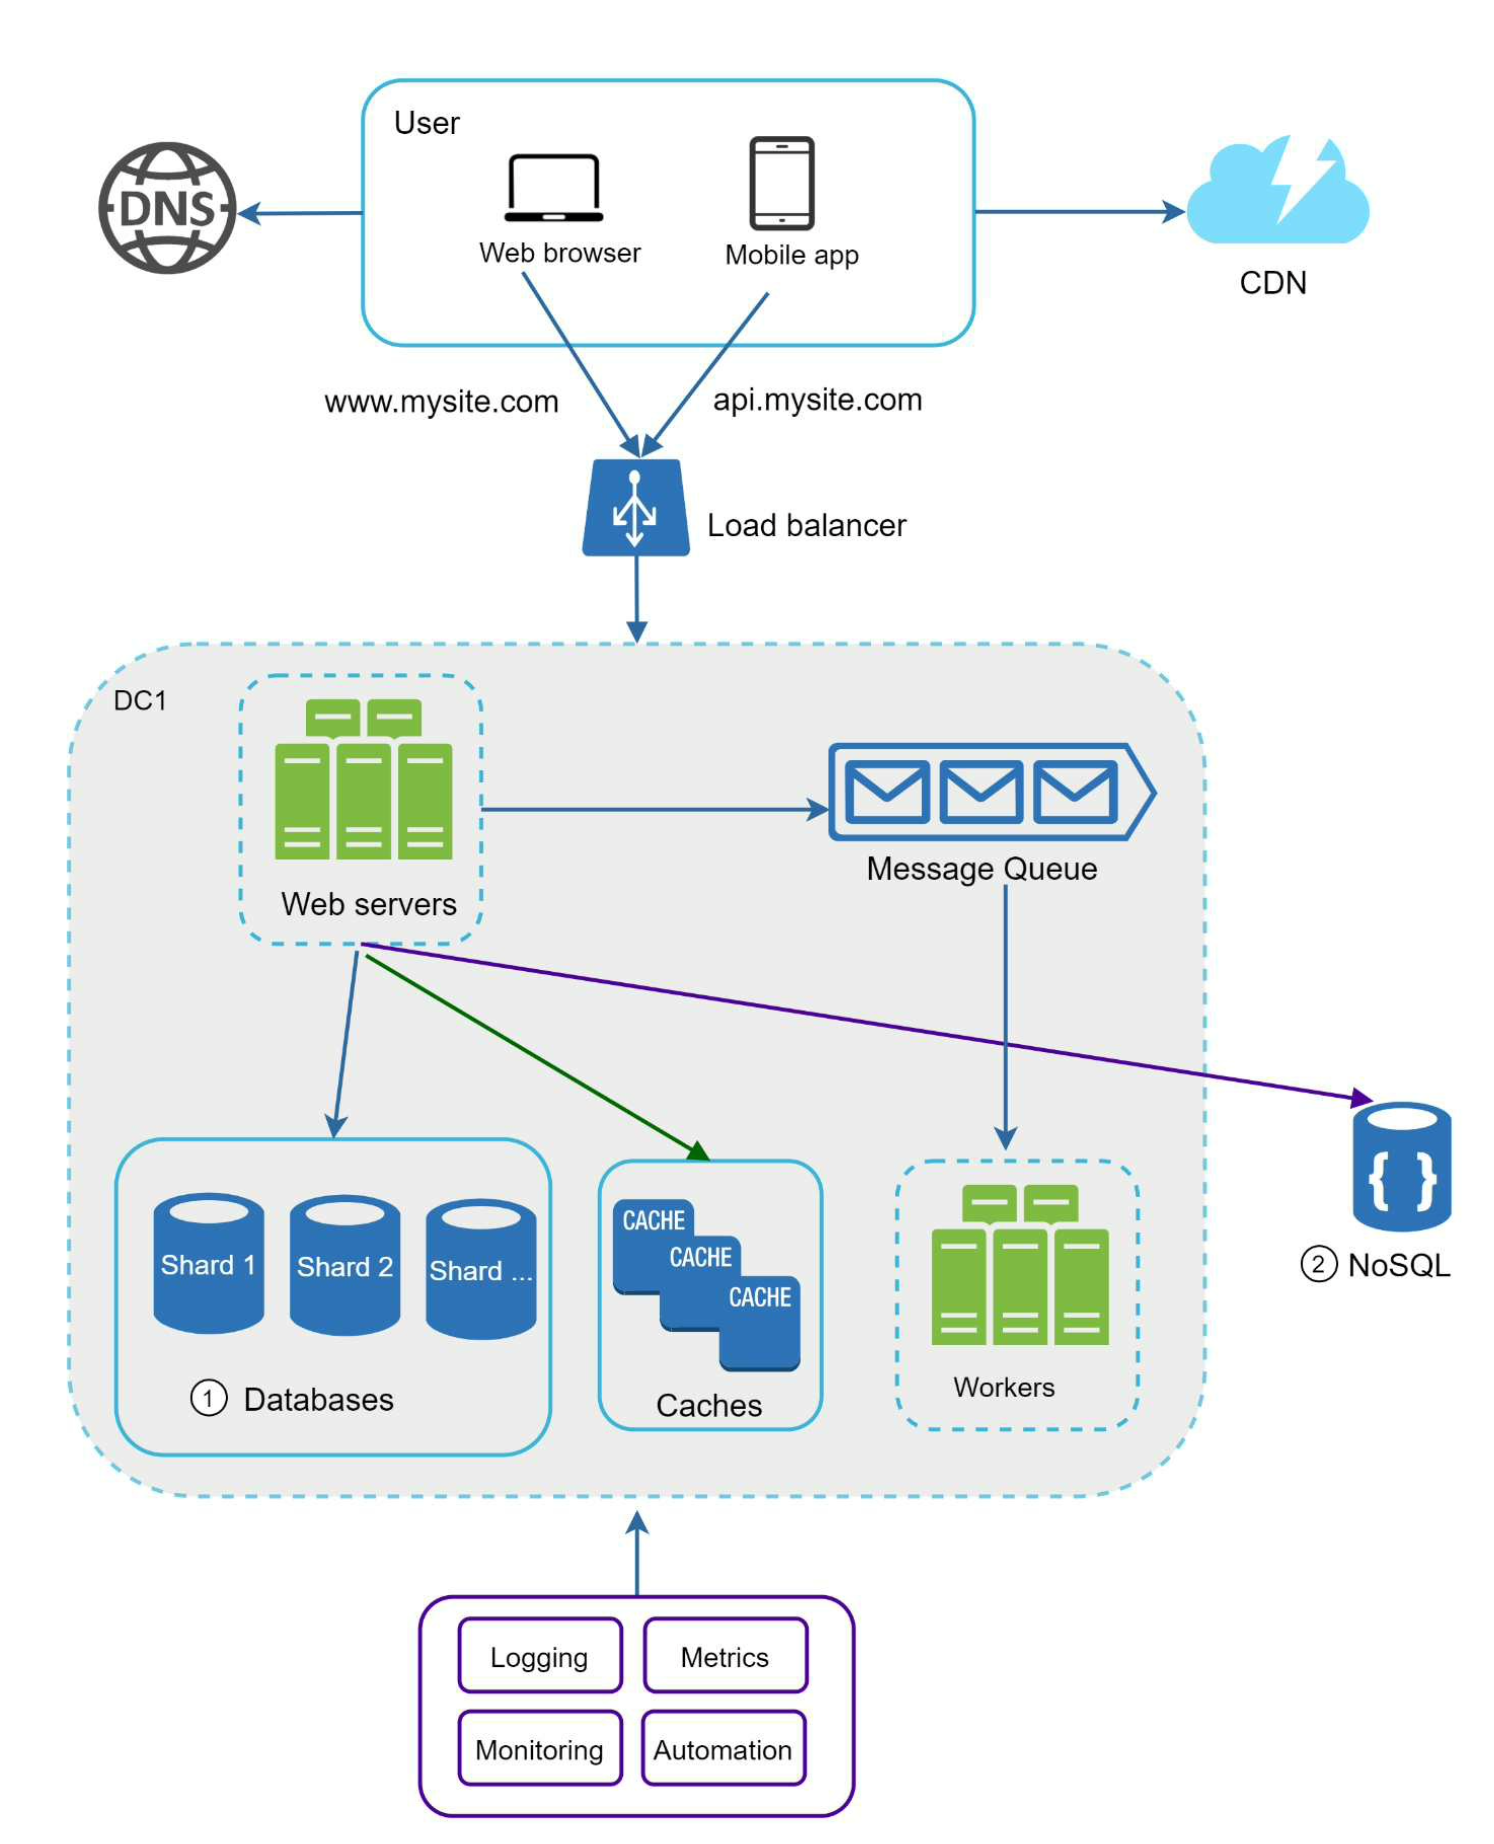 User
DNS
Web browser
Mobile app
CDN
www.mysite.com
api.mysite.com
Load balancer
DC1
Web servers
Message Queue
Shard 1
Shard 2
Shard ...
1 Databases
CACHE
CACHE
CACHE
Caches
Workers
{ }
2 NoSQL
Logging
Metrics
Monitoring
Automation